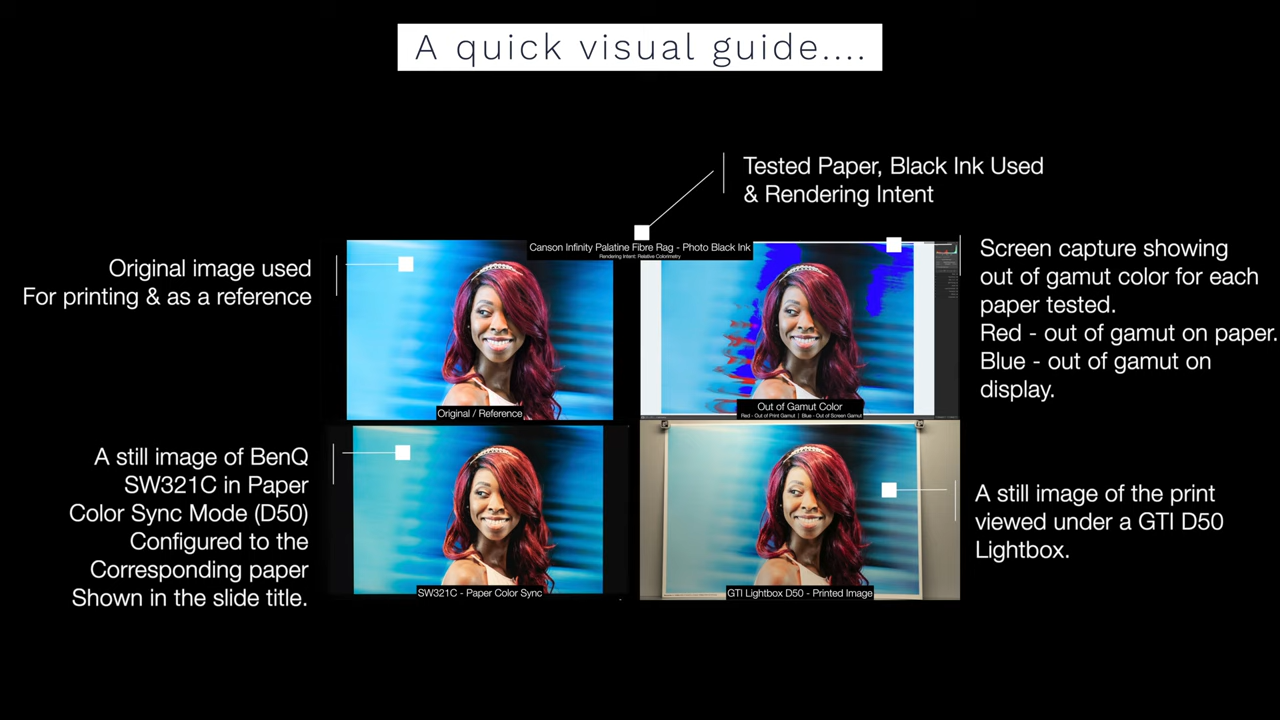 A quick visual guide....
Tested Paper, Black Ink Used
& Rendering Intent
Original image used
For printing & as a reference
Canson Infinity Palatine Fibre Rag - Photo Black Ink
Rendering Intent: Relative Colormetry
Screen capture showing
out of gamut color for each
paper tested.
Red - out of gamut on paper.
Blue - out of gamut on
display.
Original / Reference
Out of Gamut Color
Red - Out of Print Gamut | Blue - Out of Screen Gamut
A still image of BenQ
SW321C in Paper
Color Sync Mode (D50)
Configured to the
Corresponding paper
Shown in the slide title.
A still image of the print
viewed under a GTI D50
Lightbox.
SW321C - Paper Color Sync
GTI Lightbox D50 - Printed Image